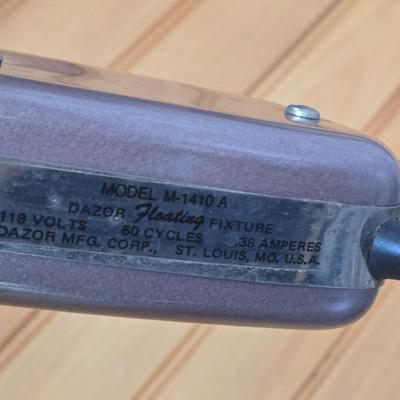 MODEL M-1410 A
DAZOR Floating FIXTURE
118 VOLTS 60 CYCLES .36 AMPERES
DAZOR MFG. CORP., ST. LOUIS, MO. U.S.A.